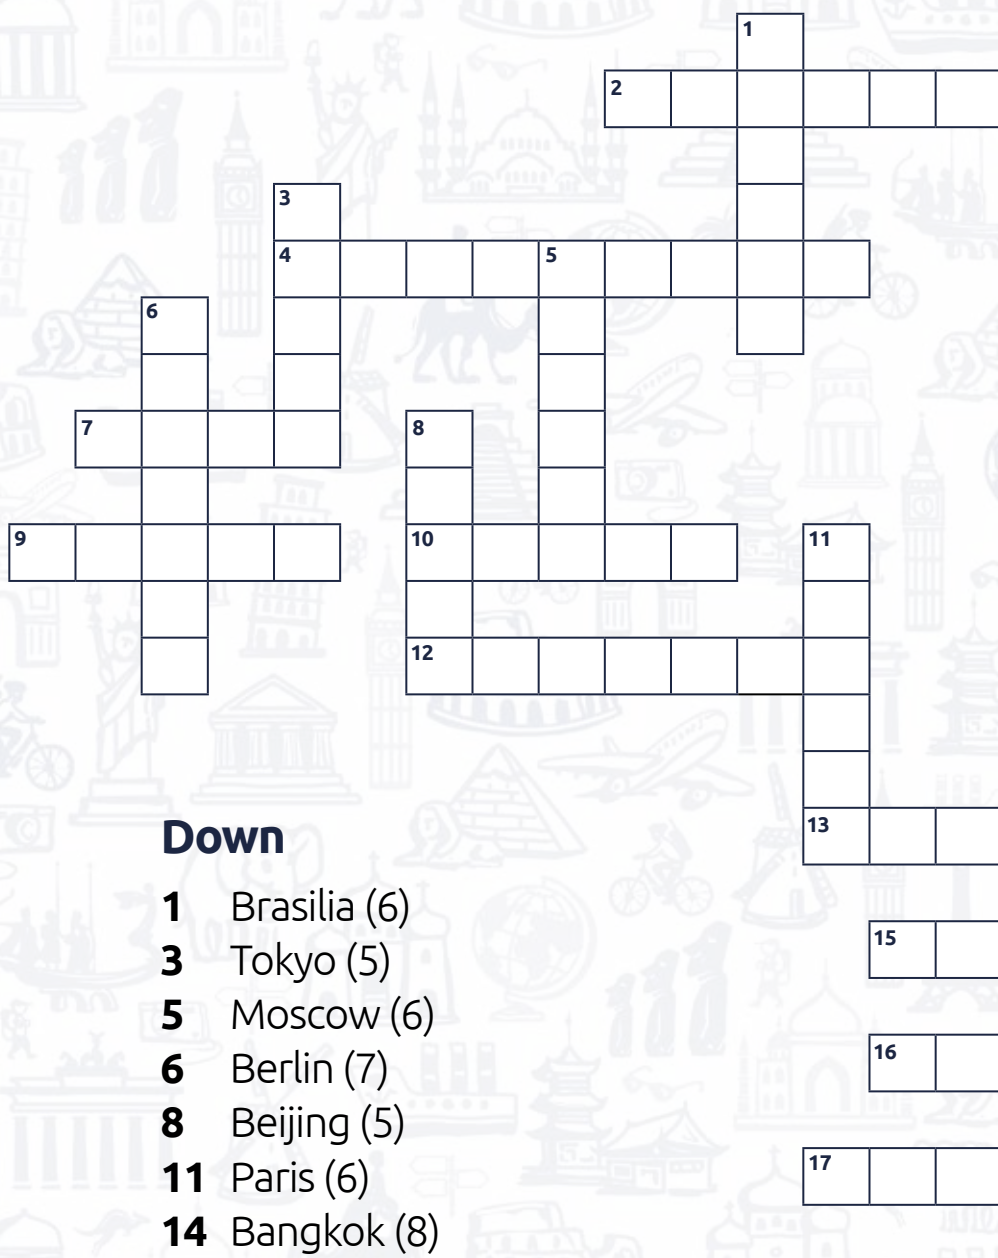 1
2
3
4 5
6
7 8
9 10 11
12
13
15
16
17
Down
1 Brasilia (6)
3 Tokyo (5)
5 Moscow (6)
6 Berlin (7)
8 Beijing (5)
11 Paris (6)
14 Bangkok (8)